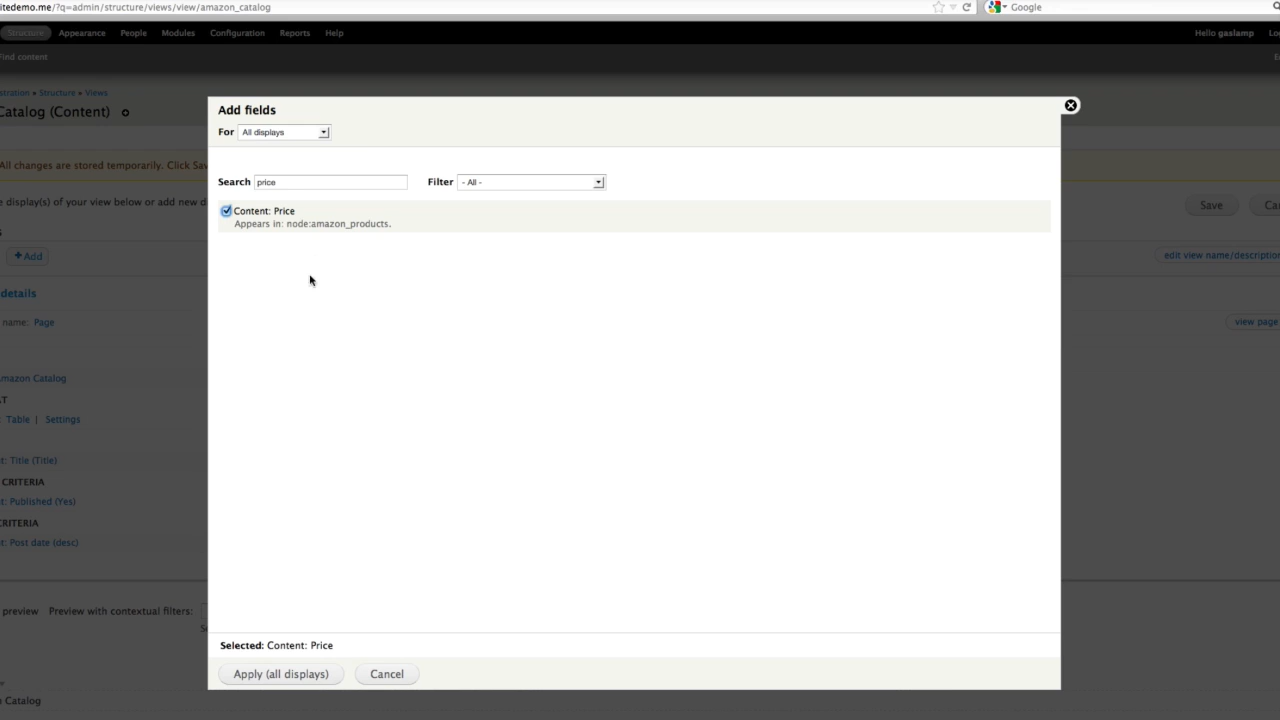 itedemo.me/?q=admin/structure/views/view/amazon_catalog
Google
Structure Appearance People Modules Configuration Reports Help
Hello gaslamp Lo
Find content
stration » Structure » Views
Catalog (Content)
All changes are stored temporarily. Click Sav
e display(s) of your view below or add new d
Save Ca
s
Add
edit view name/description
details
name: Page
view page
mazon Catalog
AT
: Table | Settings
t: Title (Title)
CRITERIA
t: Published (Yes)
CRITERIA
t: Post date (desc)
preview Preview with contextual filters:
S
n Catalog
Add fields
For All displays
Search price Filter - All -
Content: Price
Appears in: node:amazon_products.
Selected: Content: Price
Apply (all displays) Cancel